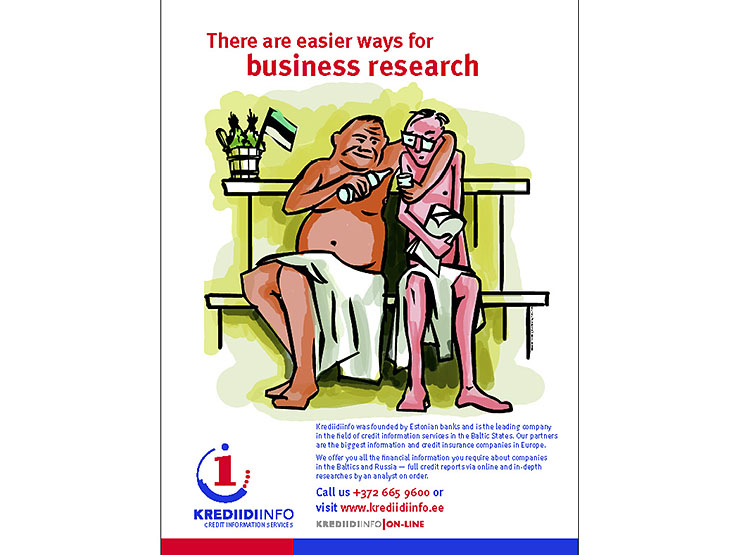 There are easier ways for
business research
Krediidiinfo was founded by Estonian banks and is the leading company
in the field of credit information services in the Baltic States. Our partners
are the biggest information and credit insurance companies in Europe.
We offer you all the financial information you require about companies
in the Baltics and Russia — full credit reports via online and in-depth
researches by an analyst on order.
Call us +372 665 9600 or
visit www.krediidiinfo.ee
KREDIIDIINFO|ON-LINE
i
KREDIIDIINFO
CREDIT INFORMATION SERVICES